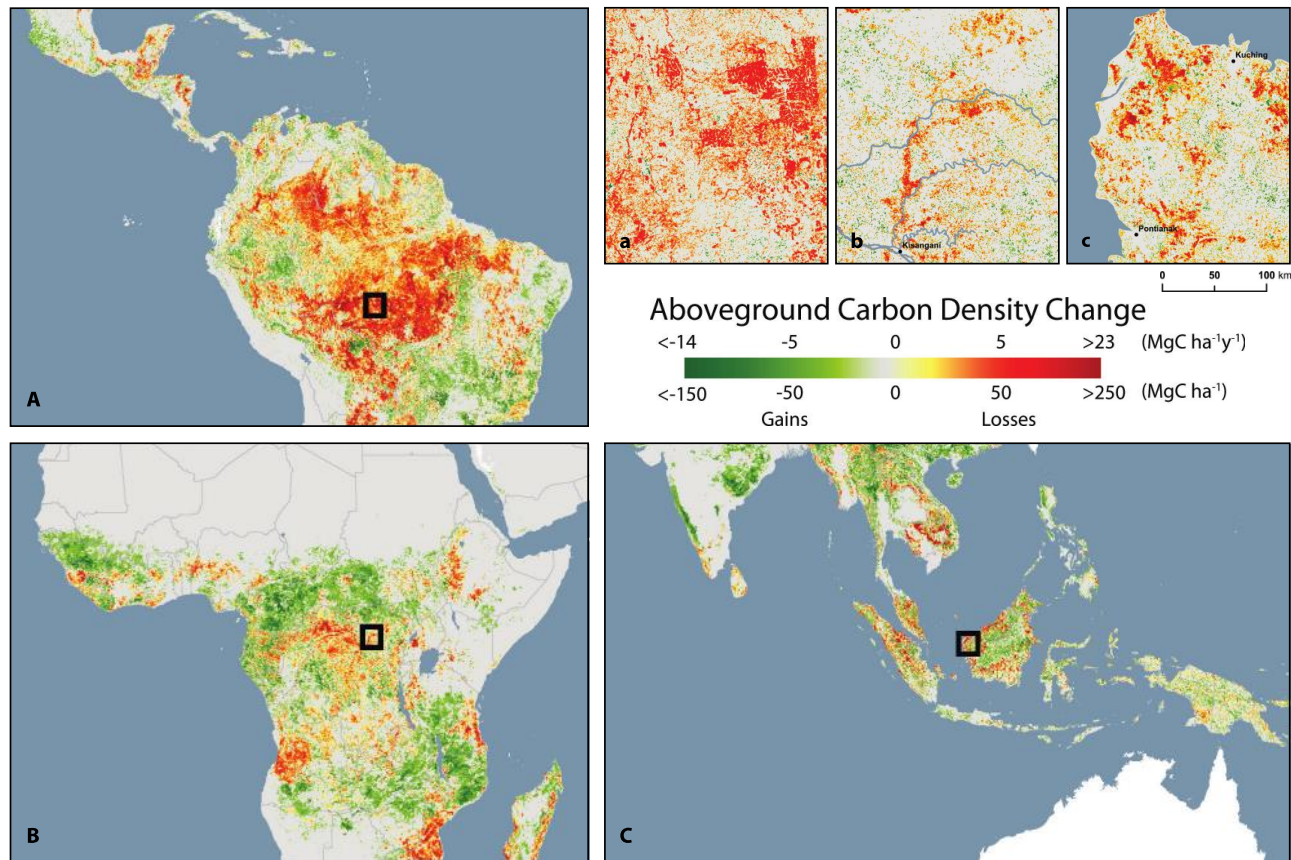 A
a
b
Kisangani
c
Kuching
Pontianak
0 50 100 km
Aboveground Carbon Density Change
<-14 -5 0 5 >23 (MgC ha⁻¹y⁻¹)
<-150 -50 0 50 >250 (MgC ha⁻¹)
Gains Losses
B
C